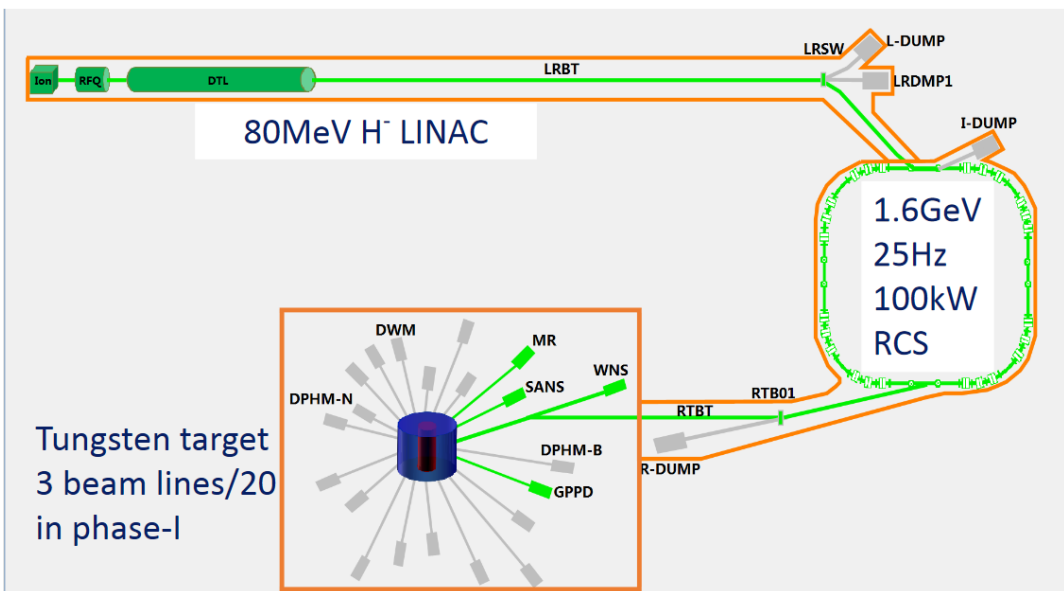 LRSW
L-DUMP
Ion
RFQ
DTL
LRBT
LRDMP1
80MeV H⁻ LINAC
I-DUMP
1.6GeV
25Hz
100kW
RCS
DWM
MR
WNS
SANS
DPHM-N
RTB01
RTBT
DPHM-B
R-DUMP
GPPD
Tungsten target
3 beam lines/20
in phase-I